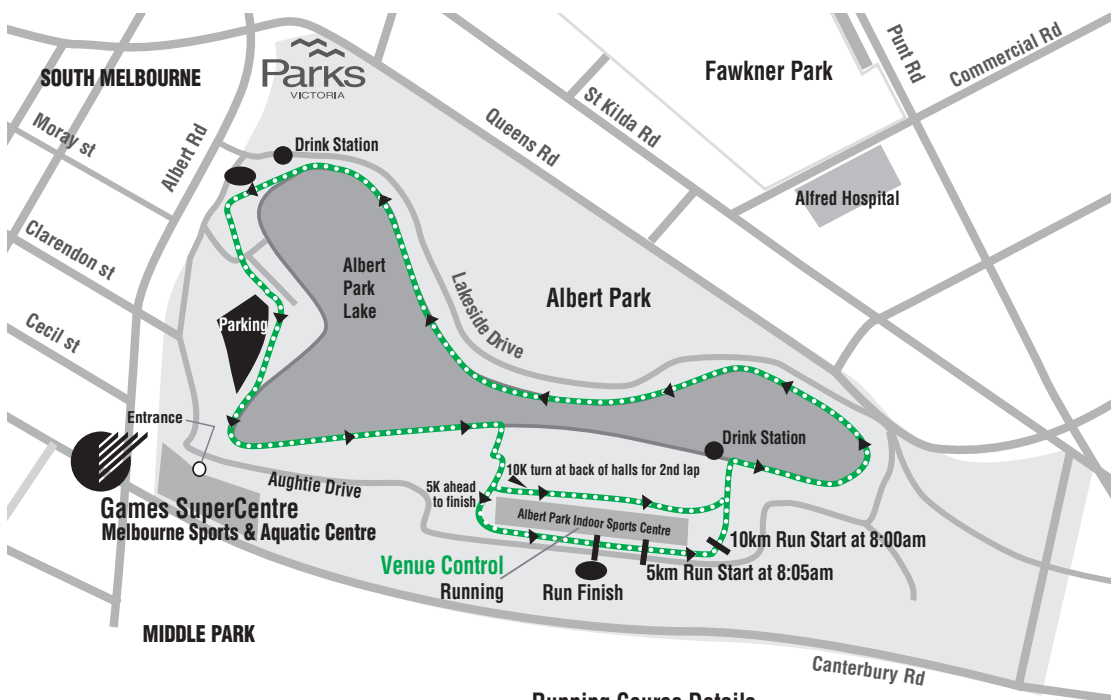 SOUTH MELBOURNE
Parks
VICTORIA
Fawkner Park
Punt Rd
Commercial Rd
Moray st
Albert Rd
Drink Station
Queens Rd
St Kilda Rd
Alfred Hospital
Clarendon st
Albert
Park
Lake
Lakeside Drive
Albert Park
Cecil st
Parking
Entrance
Drink Station
10K turn at back of halls for 2nd lap
Aughtie Drive
5K ahead
to finish
Games SuperCentre
Melbourne Sports & Aquatic Centre
Albert Park Indoor Sports Centre
10km Run Start at 8:00am
Venue Control
Running
5km Run Start at 8:05am
Run Finish
MIDDLE PARK
Canterbury Rd
Running Course Details